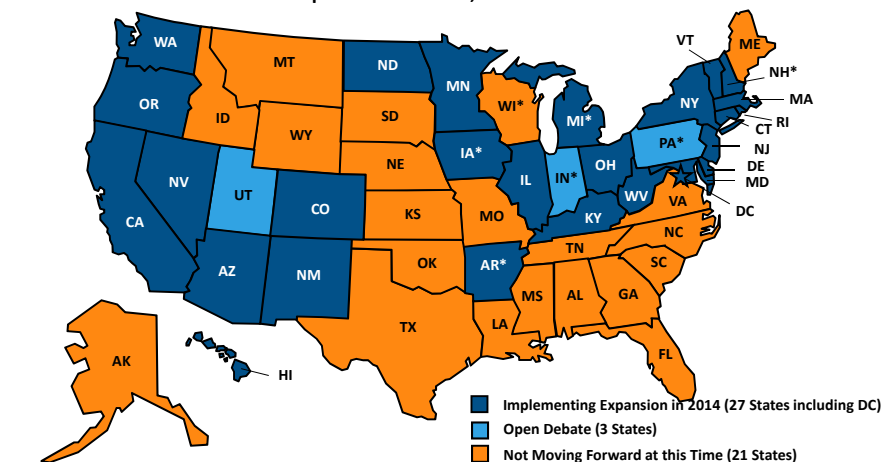 WA
MT
ND
MN
VT
ME
NH*
OR
ID
SD
WI*
MI*
NY
MA
RI
CT
WY
PA*
NJ
DE
MD
DC
NE
IA*
NV
UT
IL
IN*
OH
WV
VA
CA
CO
KS
MO
KY
NC
TN
AZ
NM
OK
AR*
SC
MS
AL
GA
TX
LA
FL
AK
HI
Implementing Expansion in 2014 (27 States including DC)
Open Debate (3 States)
Not Moving Forward at this Time (21 States)